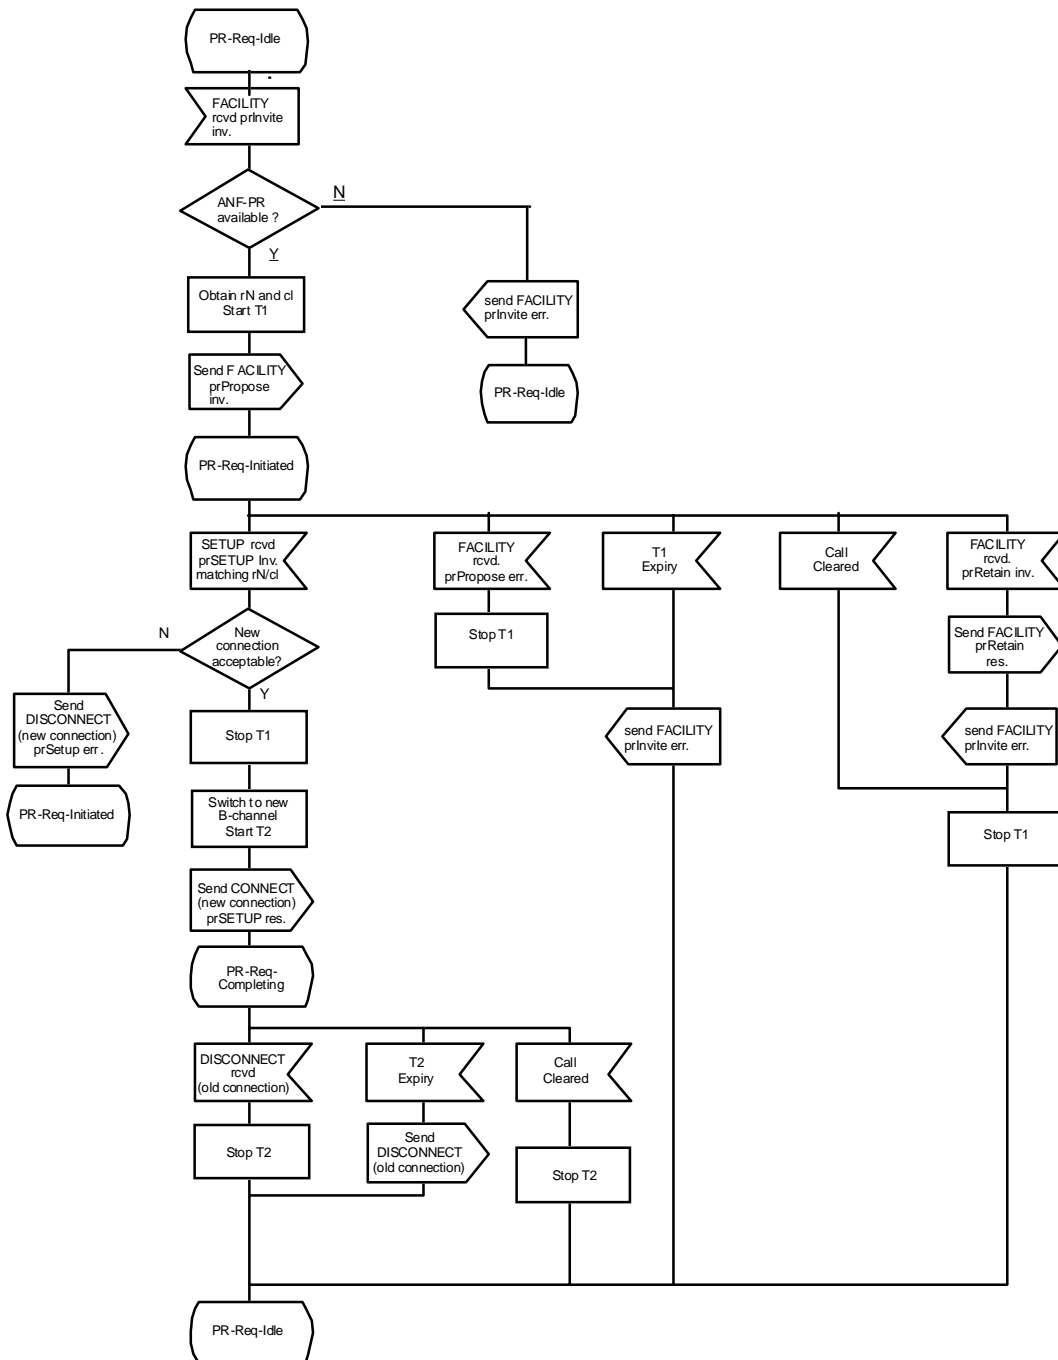 PR-Req-Idle
FACILITY
rcvd prInvite
inv.
ANF-PR
available ?
N
Y
Obtain rN and cl
Start T1
send FACILITY
prInvite err.
Send FACILITY
prPropose
inv.
PR-Req-Idle
PR-Req-Initiated
SETUP rcvd
prSETUP Inv.
matching rN/cl
FACILITY
rcvd.
prPropose err.
T1
Expiry
Call
Cleared
FACILITY
rcvd.
prRetain inv.
N
New
connection
acceptable?
Y
Stop T1
Send FACILITY
prRetain
res.
Send
DISCONNECT
(new connection)
prSetup err.
Stop T1
send FACILITY
prInvite err.
send FACILITY
prInvite err.
PR-Req-Initiated
Switch to new
B-channel
Start T2
Stop T1
Send CONNECT
(new connection)
prSETUP res.
PR-Req-
Completing
DISCONNECT
rcvd
(old connection)
T2
Expiry
Call
Cleared
Stop T2
Send
DISCONNECT
(old connection)
Stop T2
PR-Req-Idle